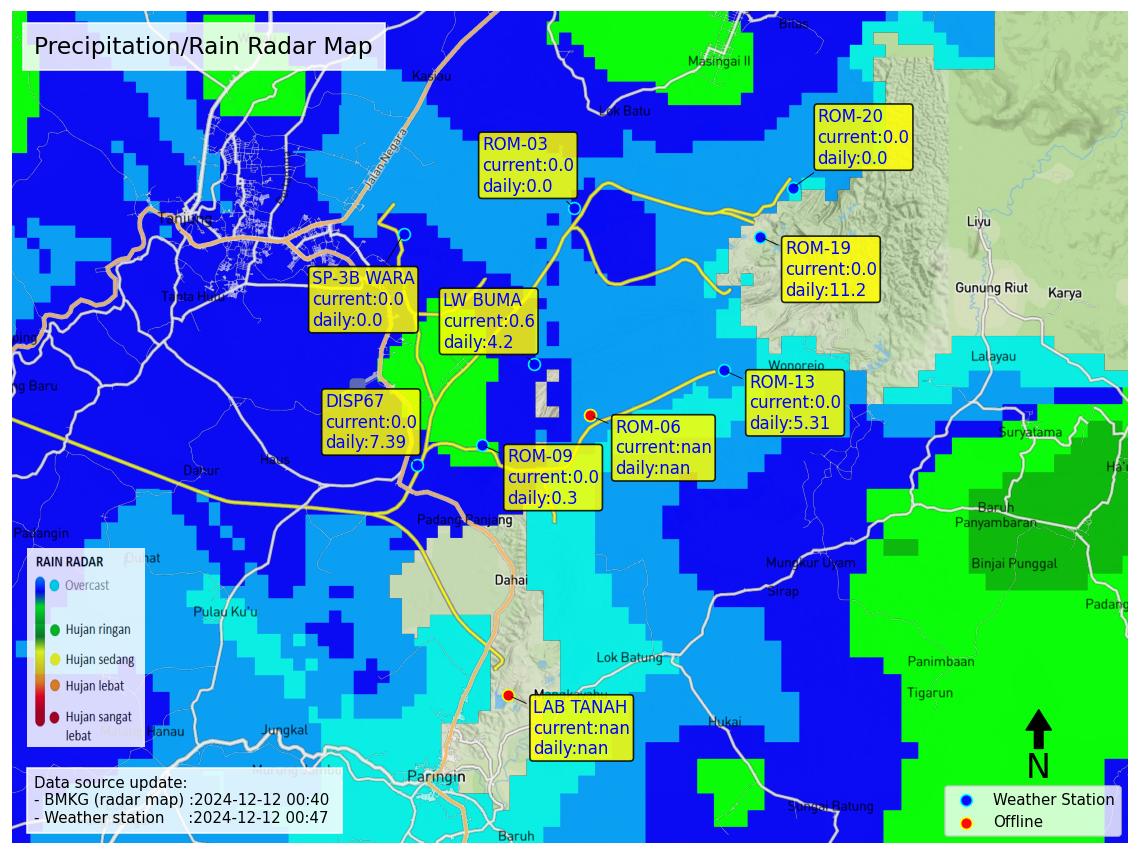 Precipitation/Rain Radar Map
Bilas
Masingai II
Kasiau
Lok Batu
Jalan Negara
ROM-20
current:0.0
daily:0.0
ROM-03
current:0.0
daily:0.0
Tanjung
Liyu
ROM-19
current:0.0
daily:11.2
SP-3B WARA
current:0.0
daily:0.0
LW BUMA
current:0.6
daily:4.2
Gunung Riut
Karya
Wonorejo
Lalayau
ng Baru
ROM-13
current:0.0
daily:5.31
DISP67
current:0.0
daily:7.39
ROM-06
current:nan
daily:nan
Suryatama
ROM-09
current:0.0
daily:0.3
Haus
Dahur
Baruh
Panyambaran
Padang Panjang
Padangin
Mungkur Uyam
Binjai Punggal
Dahai
Sirap
Padang
Pulau Ku'u
RAIN RADAR
Overcast
Hujan ringan
Hujan sedang
Hujan lebat
Hujan sangat
lebat
Lok Batung
Panimbaan
Tigarun
LAB TANAH
current:nan
daily:nan
Hukai
Jungkal
Hanau
Paringin
Sungai Batung
Baruh
Data source update:
- BMKG (radar map) :2024-12-12 00:40
- Weather station :2024-12-12 00:47
N
Weather Station
Offline